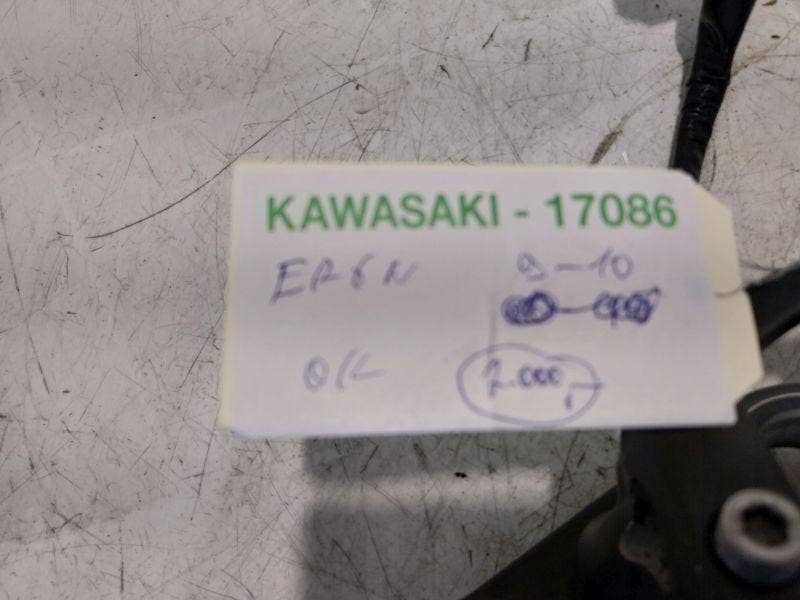 KAWASAKI - 17086
ER6N 9-10
OK 2.000,-